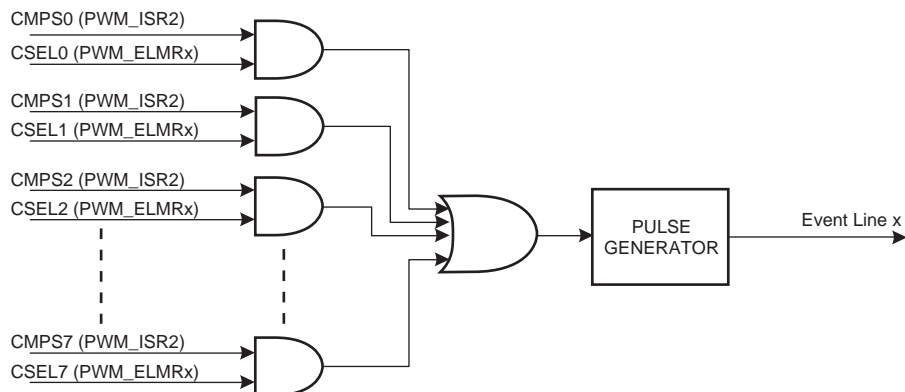 CMPS0 (PWM_ISR2)
CSEL0 (PWM_ELMRx)
CMPS1 (PWM_ISR2)
CSEL1 (PWM_ELMRx)
CMPS2 (PWM_ISR2)
CSEL2 (PWM_ELMRx)
CMPS7 (PWM_ISR2)
CSEL7 (PWM_ELMRx)
PULSE
GENERATOR
Event Line x